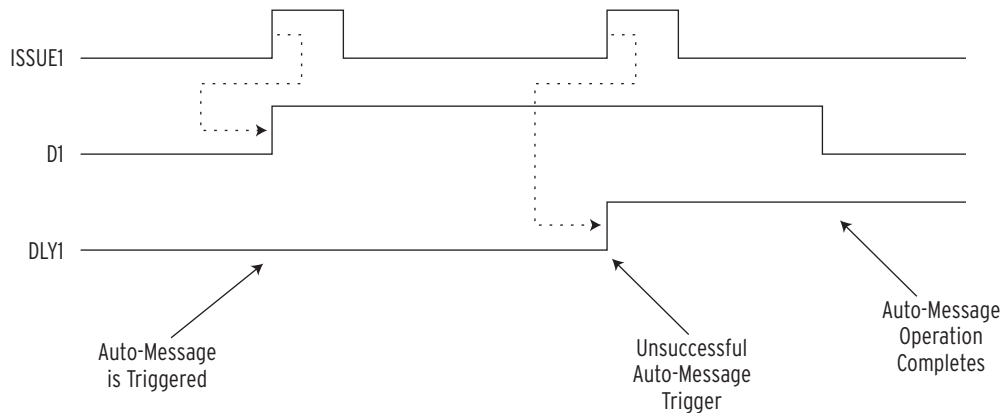 ISSUE1
D1
DLY1
Auto-Message
is Triggered
Unsuccessful
Auto-Message
Trigger
Auto-Message
Operation
Completes